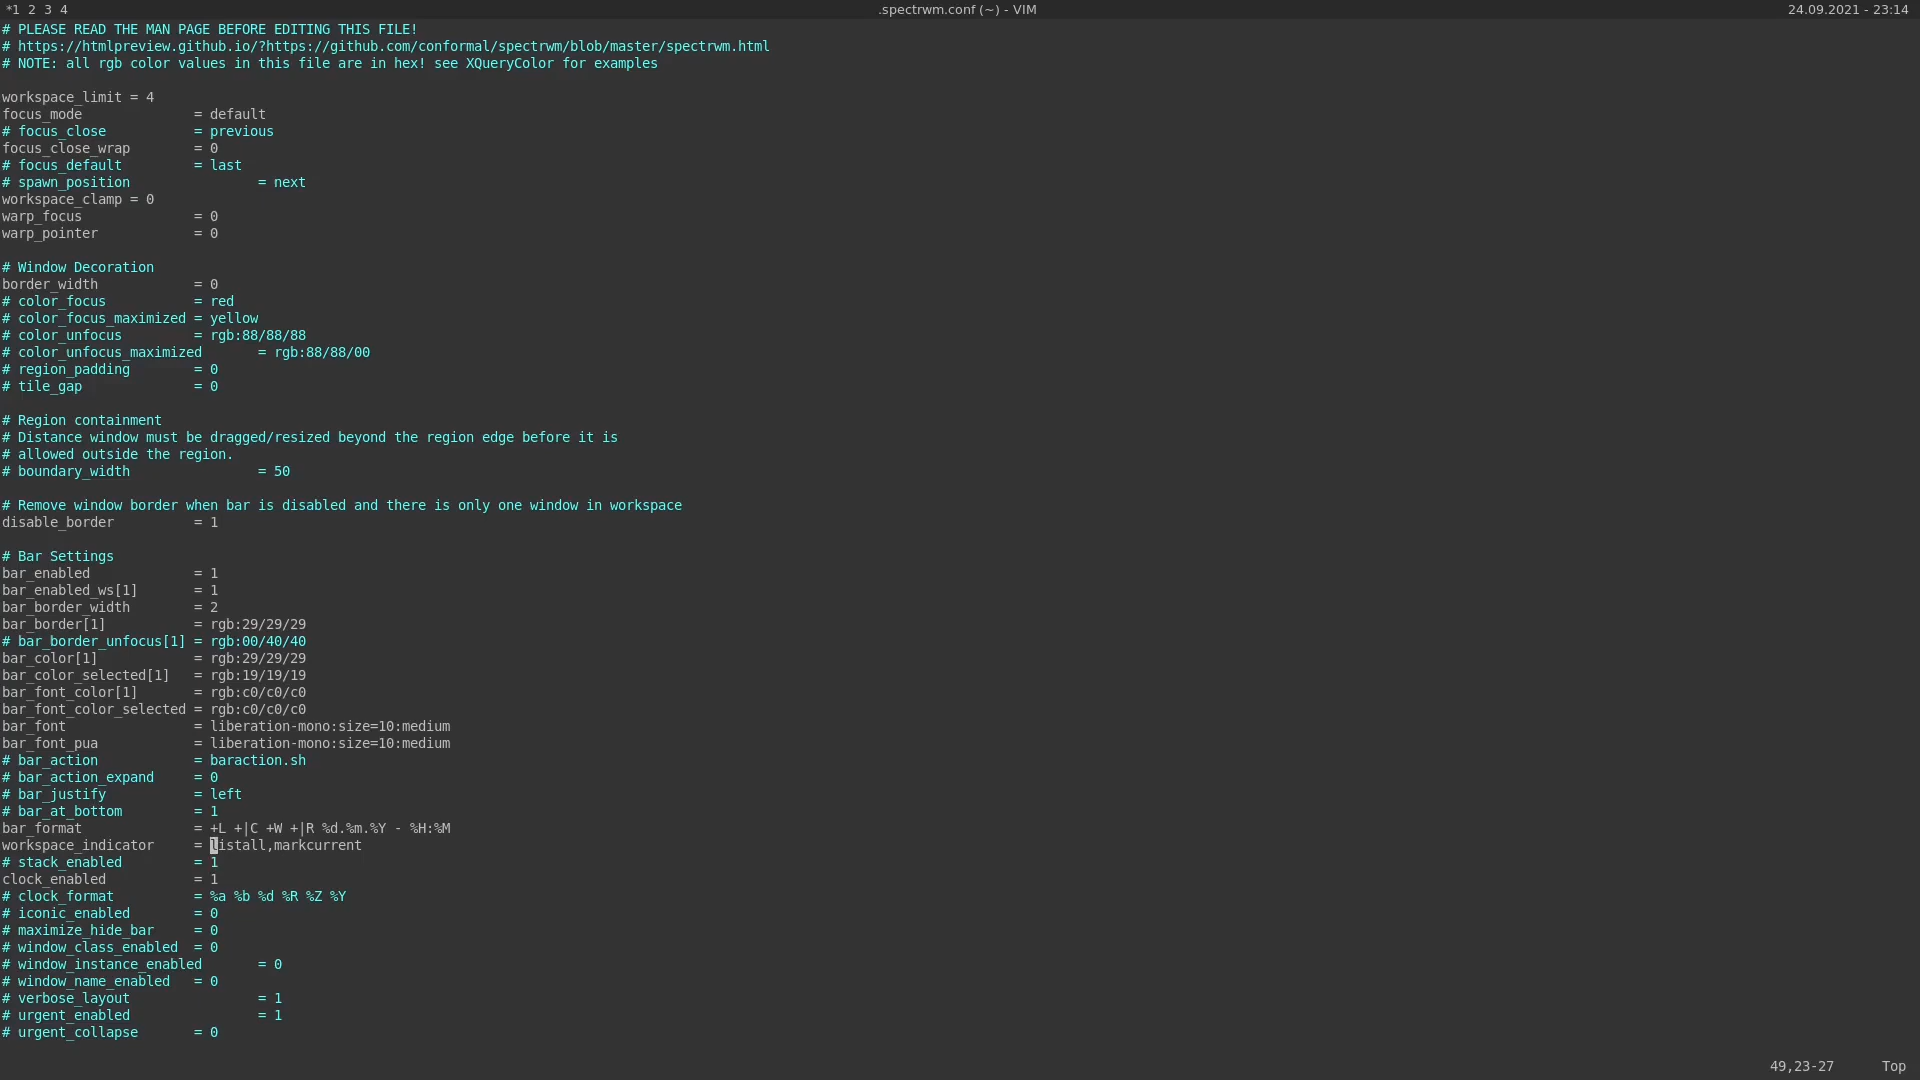 *1 2 3 4 .spectrwm.conf (~) - VIM 24.09.2021 - 23:14
# PLEASE READ THE MAN PAGE BEFORE EDITING THIS FILE!
# https://htmlpreview.github.io/?https://github.com/conformal/spectrwm/blob/master/spectrwm.html
# NOTE: all rgb color values in this file are in hex! see XQueryColor for examples

workspace_limit = 4
focus_mode              = default
# focus_close           = previous
focus_close_wrap        = 0
# focus_default         = last
# spawn_position                = next
workspace_clamp = 0
warp_focus              = 0
warp_pointer            = 0

# Window Decoration
border_width            = 0
# color_focus           = red
# color_focus_maximized = yellow
# color_unfocus         = rgb:88/88/88
# color_unfocus_maximized       = rgb:88/88/00
# region_padding        = 0
# tile_gap              = 0

# Region containment
# Distance window must be dragged/resized beyond the region edge before it is
# allowed outside the region.
# boundary_width                = 50

# Remove window border when bar is disabled and there is only one window in workspace
disable_border          = 1

# Bar Settings
bar_enabled             = 1
bar_enabled_ws[1]       = 1
bar_border_width        = 2
bar_border[1]           = rgb:29/29/29
# bar_border_unfocus[1] = rgb:00/40/40
bar_color[1]            = rgb:29/29/29
bar_color_selected[1]   = rgb:19/19/19
bar_font_color[1]       = rgb:c0/c0/c0
bar_font_color_selected = rgb:c0/c0/c0
bar_font                = liberation-mono:size=10:medium
bar_font_pua            = liberation-mono:size=10:medium
# bar_action            = baraction.sh
# bar_action_expand     = 0
# bar_justify           = left
# bar_at_bottom         = 1
bar_format              = +L +|C +W +|R %d.%m.%Y - %H:%M
workspace_indicator     = listall,markcurrent
# stack_enabled         = 1
clock_enabled           = 1
# clock_format          = %a %b %d %R %Z %Y
# iconic_enabled        = 0
# maximize_hide_bar     = 0
# window_class_enabled  = 0
# window_instance_enabled       = 0
# window_name_enabled   = 0
# verbose_layout                = 1
# urgent_enabled                = 1
# urgent_collapse       = 0
49,23-27      Top